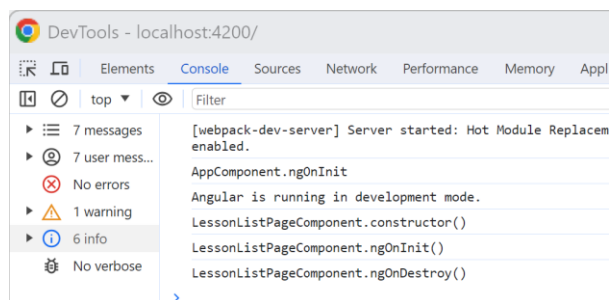 DevTools - localhost:4200/
Elements Console Sources Network Performance Memory Appl
top Filter
7 messages
7 user mess...
No errors
1 warning
6 info
No verbose
[webpack-dev-server] Server started: Hot Module Replacem
enabled.
AppComponent.ngOnInit
Angular is running in development mode.
LessonListPageComponent.constructor()
LessonListPageComponent.ngOnInit()
LessonListPageComponent.ngOnDestroy()